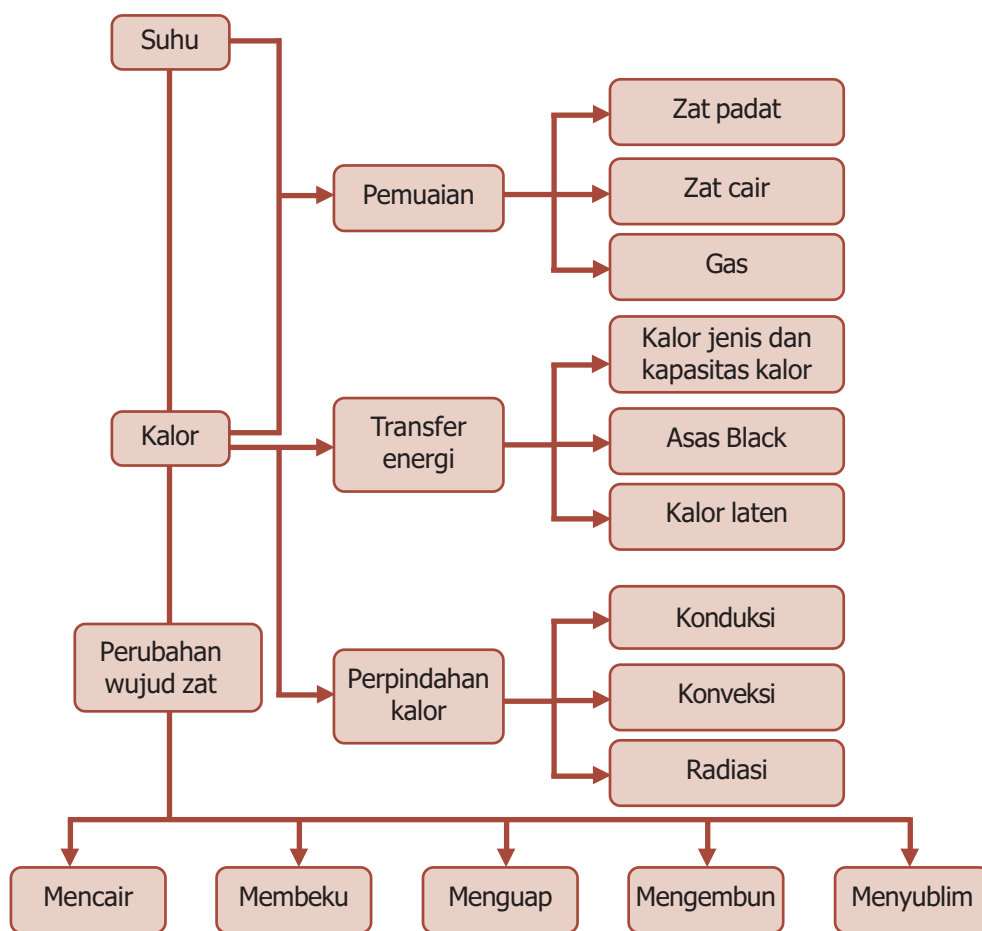 Suhu
Zat padat
Pemuaian
Zat cair
Gas
Kalor jenis dan
kapasitas kalor
Kalor
Transfer
energi
Asas Black
Kalor laten
Konduksi
Perubahan
wujud zat
Perpindahan
kalor
Konveksi
Radiasi
Mencair
Membeku
Menguap
Mengembun
Menyublim